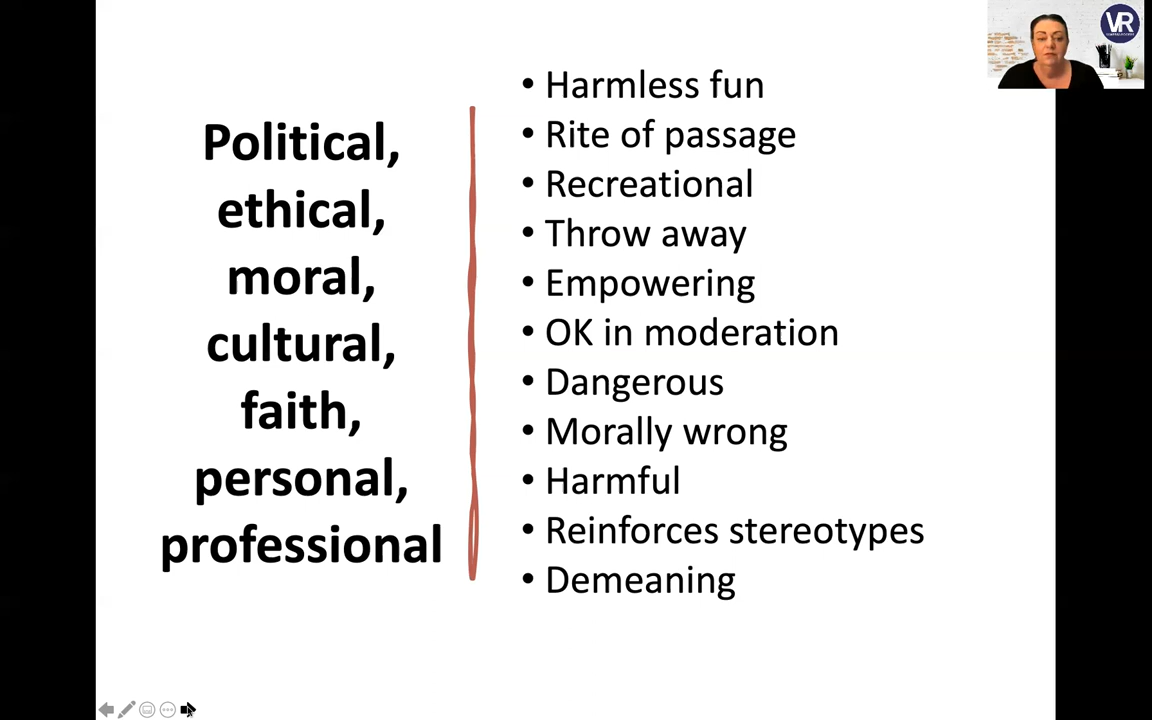 Political,
ethical,
moral,
cultural,
faith,
personal,
professional
• Harmless fun
• Rite of passage
• Recreational
• Throw away
• Empowering
• OK in moderation
• Dangerous
• Morally wrong
• Harmful
• Reinforces stereotypes
• Demeaning
VR